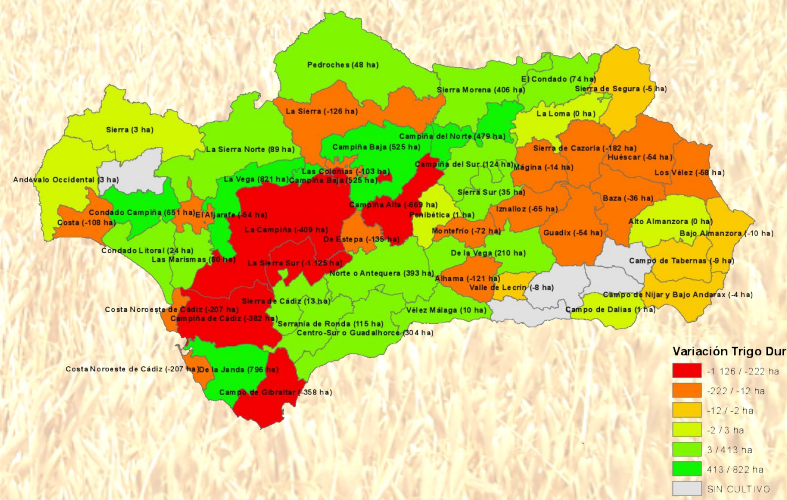 Pedroches (48 ha)
El Condado (74 ha)
Sierra Morena (406 ha)
Sierra de Segura (-5 ha)
La Sierra (-126 ha)
La Loma (0 ha)
Sierra (3 ha)
Campiña del Norte (479 ha)
La Sierra Norte (89 ha)
Campiña Baja (525 ha)
Sierra de Cazorla (-182 ha)
Huéscar (-54 ha)
Campiña del Sur (124 ha)
Mágina (-14 ha)
Las Colonias (-103 ha)
Los Vélez (-58 ha)
Andévalo Occidental (3 ha)
La Vega (821 ha)
Campiña Baja (525 ha)
Sierra Sur (35 ha)
Baza (-36 ha)
Campiña Alta (-669 ha)
Iznalloz (-65 ha)
Condado Campiña (651 ha)
El Aljarafe (-54 ha)
Penibética (1 ha)
Alto Almanzora (0 ha)
Costa (-108 ha)
La Campiña (-409 ha)
Montefrio (-72 ha)
Guadix (-54 ha)
Bajo Almanzora (-10 ha)
De Estepa (-136 ha)
Condado Litoral (24 ha)
De la Vega (210 ha)
Las Marismas (60 ha)
La Sierra Sur (-1 125 ha)
Campo de Tabernas (-9 ha)
Norte o Antequera (393 ha)
Alhama (-121 ha)
Valle de Lecrín (-8 ha)
Campo de Nijar y Bajo Andarax (-4 ha)
Sierra de Cádiz (13 ha)
Costa Noroeste de Cádiz (-207 ha)
Vélez Málaga (10 ha)
Campo de Dalías (1 ha)
Campiña de Cádiz (-382 ha)
Serranía de Ronda (115 ha)
Centro-Sur o Guadalhorce (304 ha)
Costa Noroeste de Cádiz (-207 ha)
De la Janda (796 ha)
Campo de Gibraltar (-358 ha)
Variación Trigo Dur
-1 126 / -222 ha
-222 / -12 ha
-12 / -2 ha
-2 / 3 ha
3 / 413 ha
413 / 822 ha
SIN CULTIVO